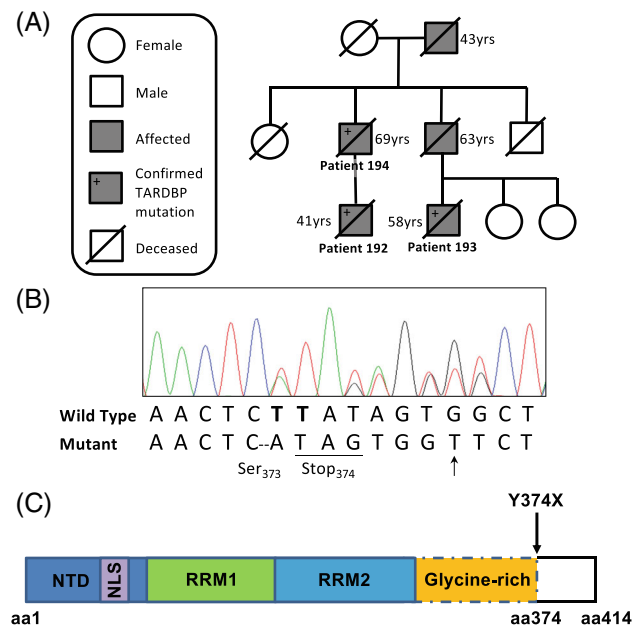 (A)
Female
Male
Affected
+
Confirmed
TARDBP
mutation
Deceased
43yrs
+
69yrs
63yrs
Patient 194
41yrs
+
58yrs
+
Patient 192
Patient 193
(B)
Wild Type A A C T C T T A T A G T G G C T
Mutant A A C T C -- A T A G T G G T T C T
Ser373 Stop374
(C)
Y374X
NTD NLS RRM1 RRM2 Glycine-rich
aa1 aa374 aa414